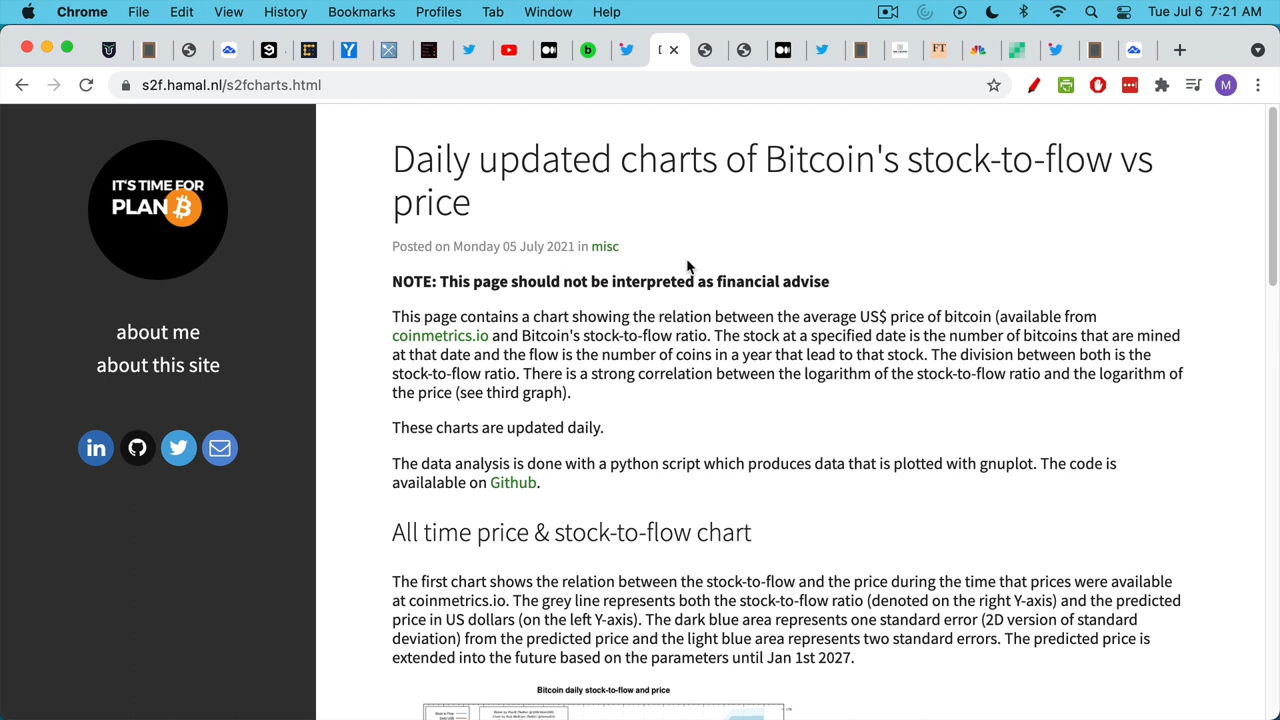 Chrome File Edit View History Bookmarks Profiles Tab Window Help Tue Jul 6 7:21 AM
s2f.hamal.nl/s2fcharts.html
M
IT'S TIME FOR
PLAN
about me
about this site
Daily updated charts of Bitcoin's stock-to-flow vs
price
Posted on Monday 05 July 2021 in misc
NOTE: This page should not be interpreted as financial advise
This page contains a chart showing the relation between the average US$ price of bitcoin (available from
coinmetrics.io and Bitcoin's stock-to-flow ratio. The stock at a specified date is the number of bitcoins that are mined
at that date and the flow is the number of coins in a year that lead to that stock. The division between both is the
stock-to-flow ratio. There is a strong correlation between the logarithm of the stock-to-flow ratio and the logarithm of
the price (see third graph).
These charts are updated daily.
The data analysis is done with a python script which produces data that is plotted with gnuplot. The code is
availalable on Github.
All time price & stock-to-flow chart
The first chart shows the relation between the stock-to-flow and the price during the time that prices were available
at coinmetrics.io. The grey line represents both the stock-to-flow ratio (denoted on the right Y-axis) and the predicted
price in US dollars (on the left Y-axis). The dark blue area represents one standard error (2D version of standard
deviation) from the predicted price and the light blue area represents two standard errors. The predicted price is
extended into the future based on the parameters until Jan 1st 2027.
Bitcoin daily stock-to-flow and price